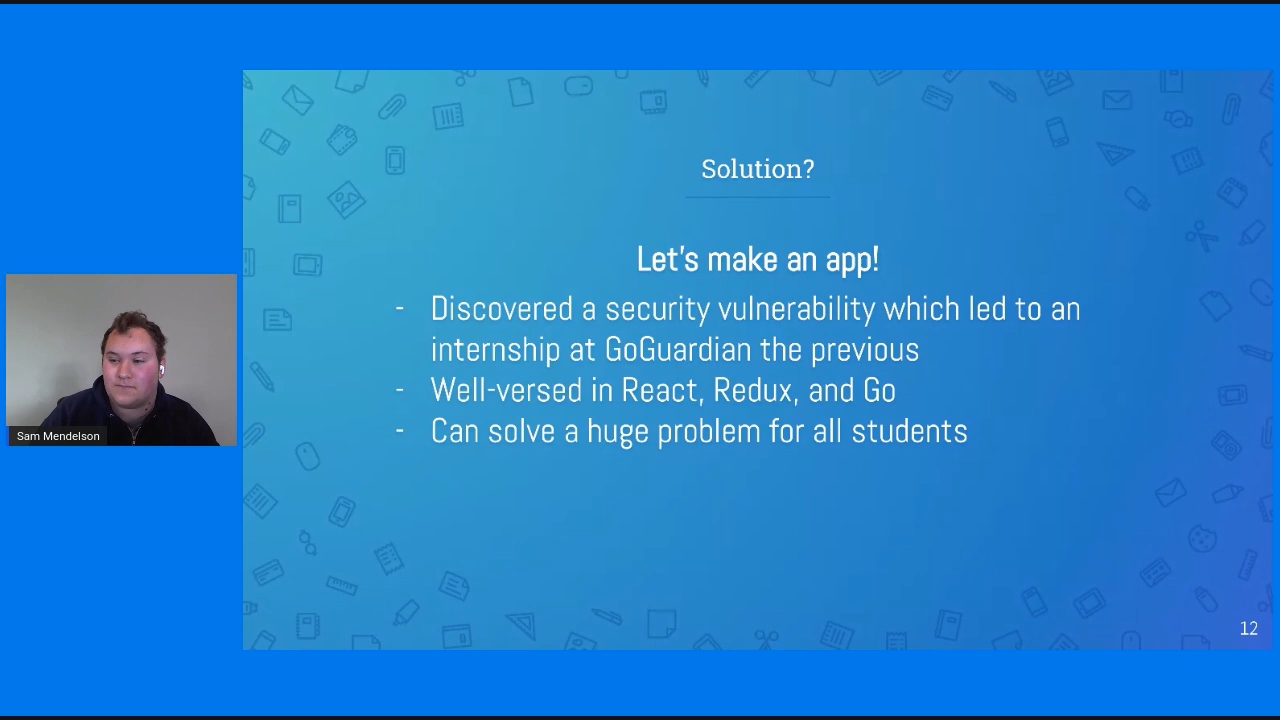 Solution?
Let's make an app!
- Discovered a security vulnerability which led to an
internship at GoGuardian the previous
- Well-versed in React, Redux, and Go
- Can solve a huge problem for all students
Sam Mendelson
12